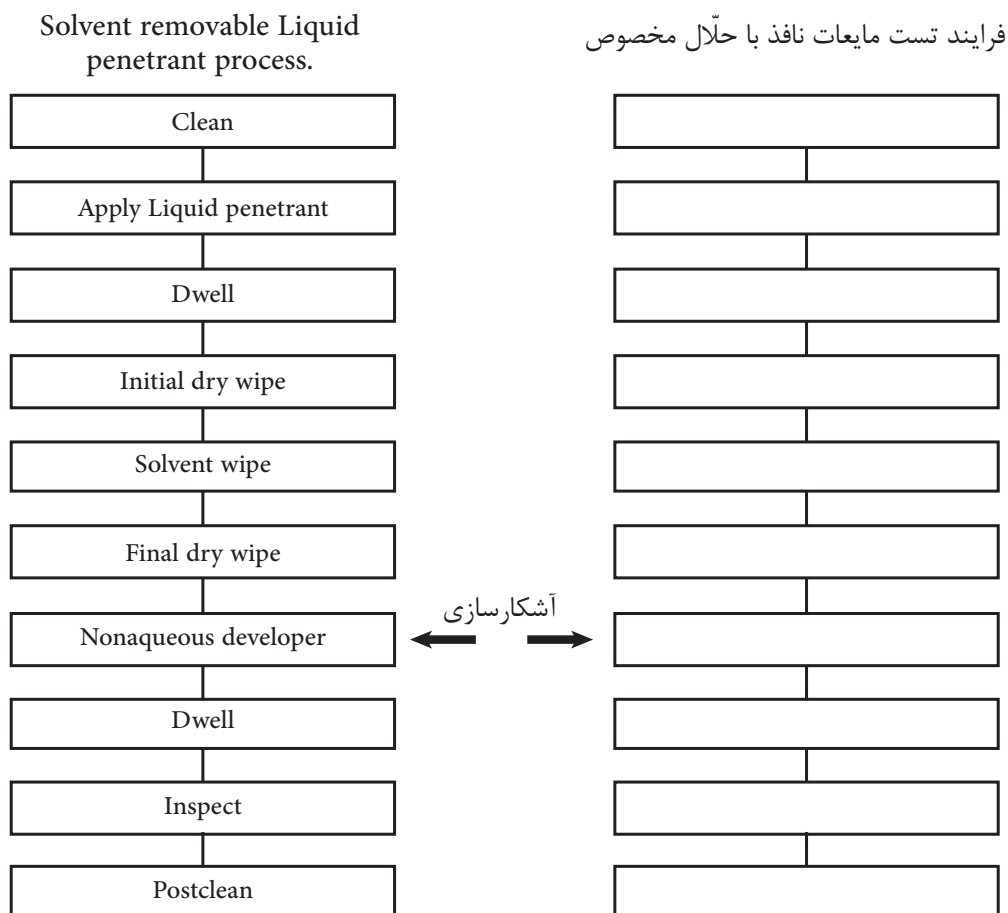 Solvent removable Liquid
penetrant process.
فرایند تست مایعات نافذ با حلّال مخصوص
Clean
Apply Liquid penetrant
Dwell
Initial dry wipe
Solvent wipe
Final dry wipe
آشکارسازی
Nonaqueous developer
Dwell
Inspect
Postclean